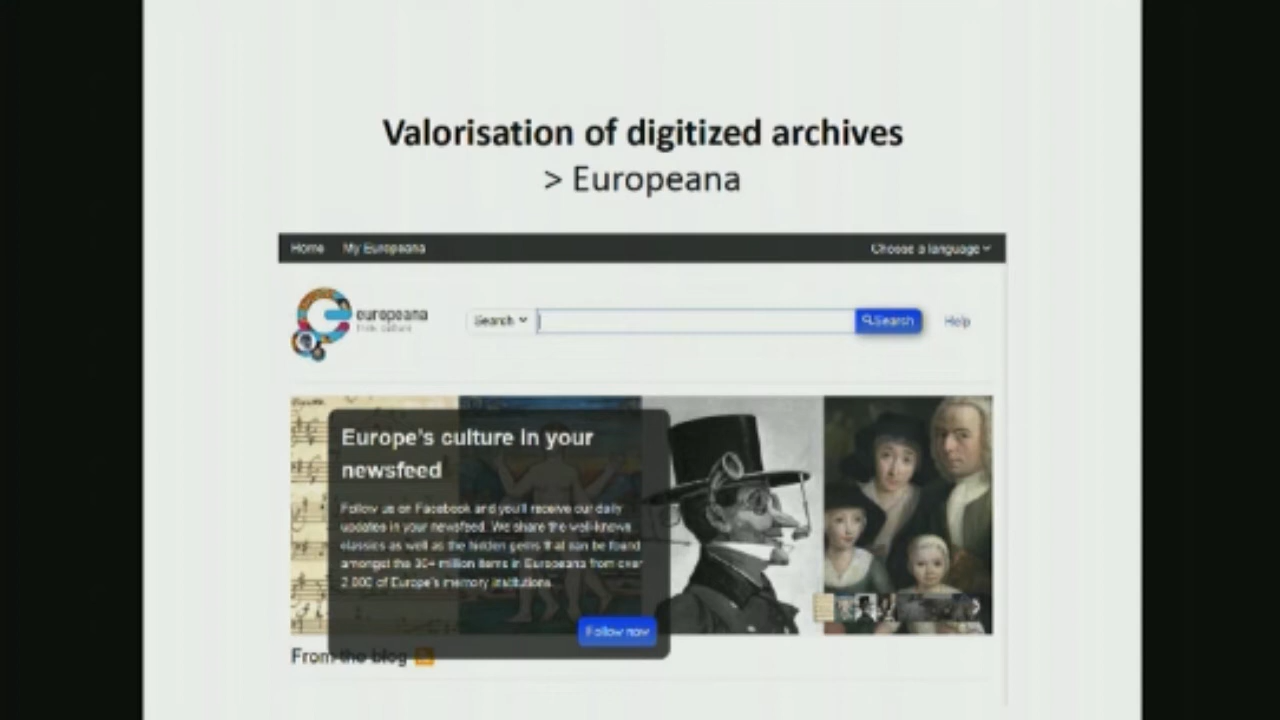 Valorisation of digitized archives
> Europeana
Home My Europeana Choose a language
europeana
think culture
Search Search Help
Europe's culture in your
newsfeed
Follow us on Facebook and you'll receive our daily
updates in your newsfeed. We share the well-known
classics as well as the hidden gems that can be found
amongst the 30+ million items in Europeana from over
2,000 of Europe's memory institutions.
Follow now
From the blog